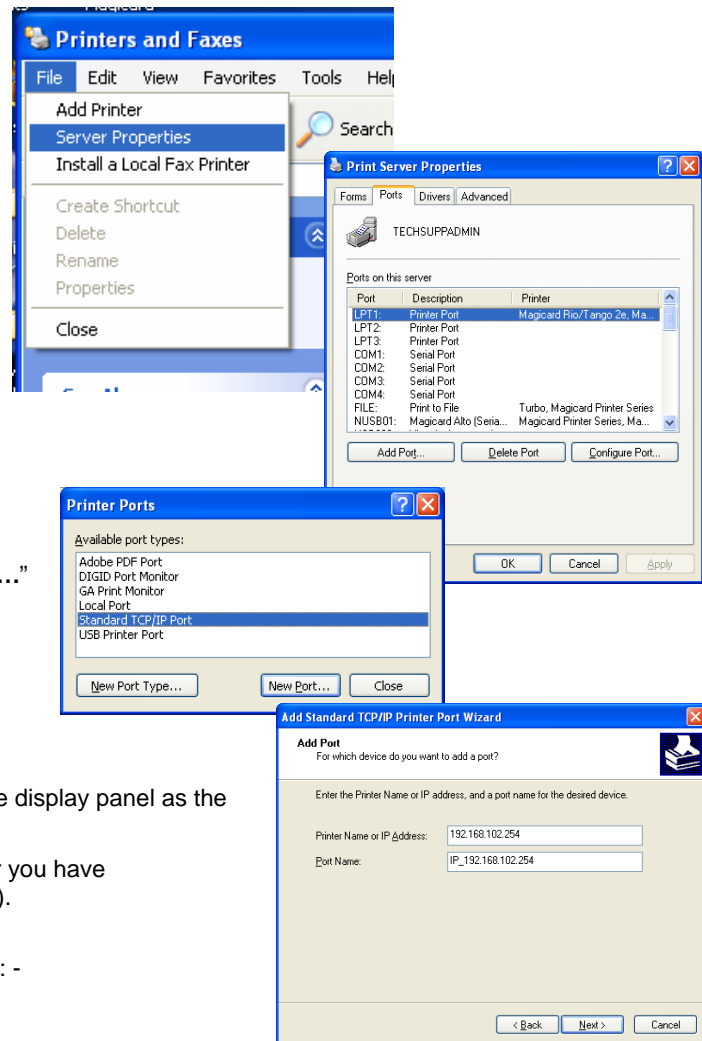 Printers and Faxes
File Edit View Favorites Tools Help
Add Printer
Server Properties
Install a Local Fax Printer
Create Shortcut
Delete
Rename
Properties
Close
Search
Print Server Properties
Forms Ports Drivers Advanced
TECHSUPPADMIN
Ports on this server
Port Description Printer
LPT1: Printer Port Magicard Rio/Tango 2e, Ma...
LPT2: Printer Port
LPT3: Printer Port
COM1: Serial Port
COM2: Serial Port
COM3: Serial Port
COM4: Serial Port
FILE: Print to File Turbo, Magicard Printer Series
NUSB01: Magicard Alto (Seria... Magicard Printer Series, Ma...
Add Port... Delete Port Configure Port...
OK Cancel Apply
..."
Printer Ports
Available port types:
Adobe PDF Port
DIGID Port Monitor
GA Print Monitor
Local Port
Standard TCP/IP Port
USB Printer Port
New Port Type... New Port... Close
Add Standard TCP/IP Printer Port Wizard
Add Port
For which device do you want to add a port?
Enter the Printer Name or IP address, and a port name for the desired device.
Printer Name or IP Address: 192.168.102.254
Port Name: IP_192.168.102.254
< Back Next > Cancel
e display panel as the
r you have
).
: -